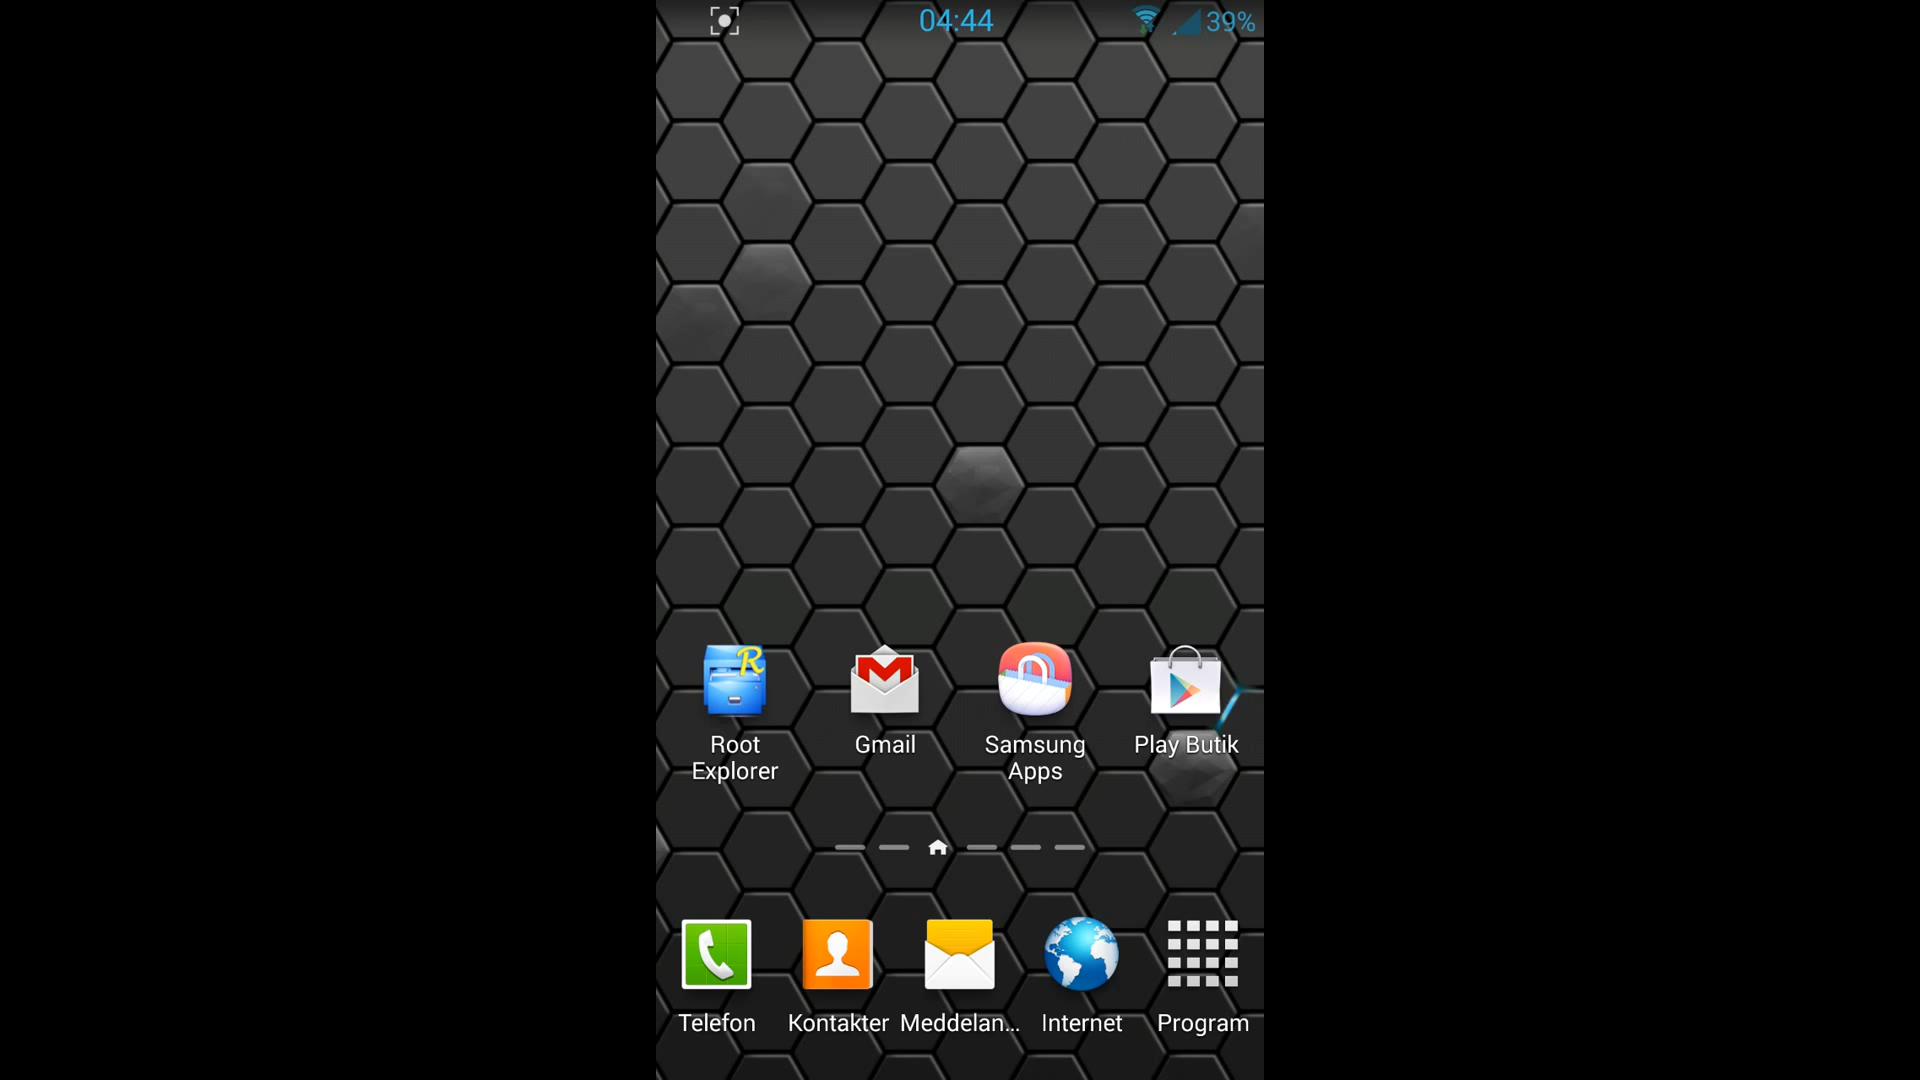 04:44 39%
Root Explorer
Gmail
Samsung Apps
Play Butik
Telefon
Kontakter
Meddelan...
Internet
Program